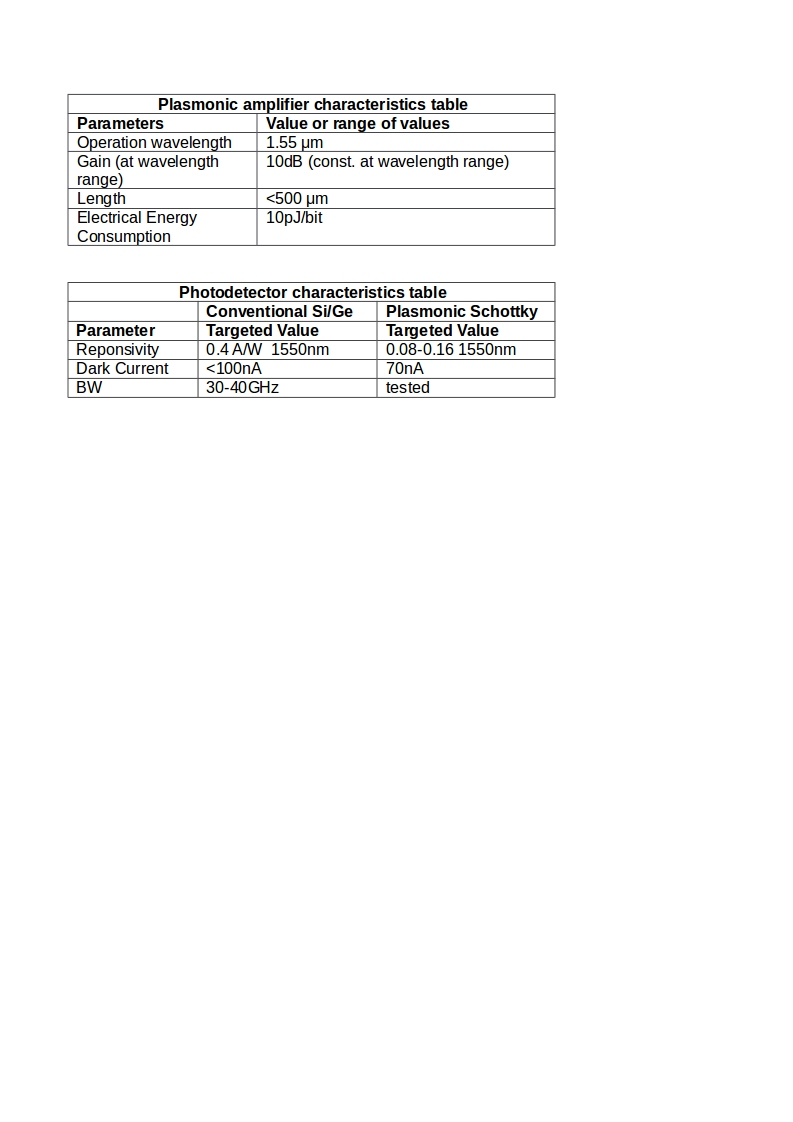 Plasmonic amplifier characteristics table
Parameters Value or range of values
Operation wavelength 1.55 μm
Gain (at wavelength 10dB (const. at wavelength range)
range)
Length <500 μm
Electrical Energy 10pJ/bit
Consumption
Photodetector characteristics table
Conventional Si/Ge Plasmonic Schottky
Parameter Targeted Value Targeted Value
Reponsivity 0.4 A/W  1550nm 0.08-0.16 1550nm
Dark Current <100nA 70nA
BW 30-40GHz tested